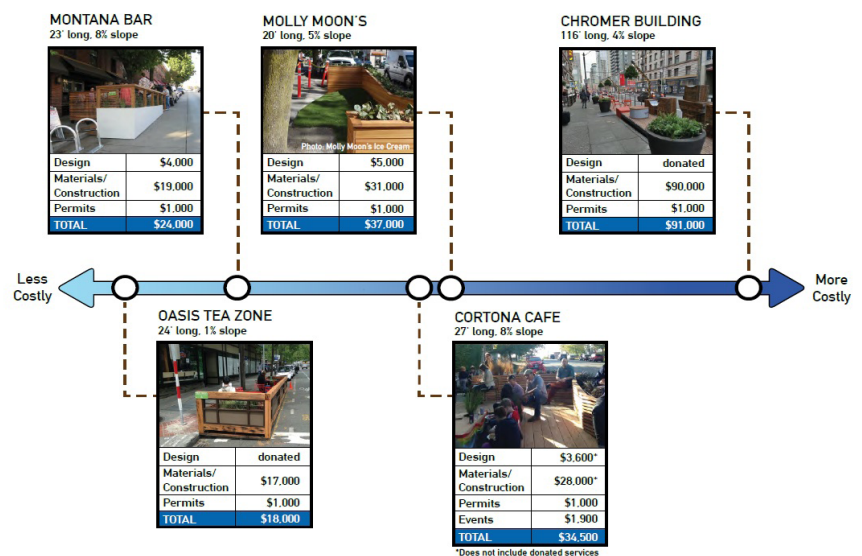 MONTANA BAR
23' long, 8% slope
Design $4,000
Materials/
Construction $19,000
Permits $1,000
TOTAL $24,000
MOLLY MOON'S
20' long, 5% slope
Photo: Molly Moon's Ice Cream
Design $5,000
Materials/
Construction $31,000
Permits $1,000
TOTAL $37,000
CHROMER BUILDING
116' long, 4% slope
Design donated
Materials/
Construction $90,000
Permits $1,000
TOTAL $91,000
Less
Costly
More
Costly
OASIS TEA ZONE
24' long, 1% slope
Design donated
Materials/
Construction $17,000
Permits $1,000
TOTAL $18,000
CORTONA CAFE
27' long, 8% slope
Design $3,600*
Materials/
Construction $28,000*
Permits $1,000
Events $1,900
TOTAL $34,500
*Does not include donated services